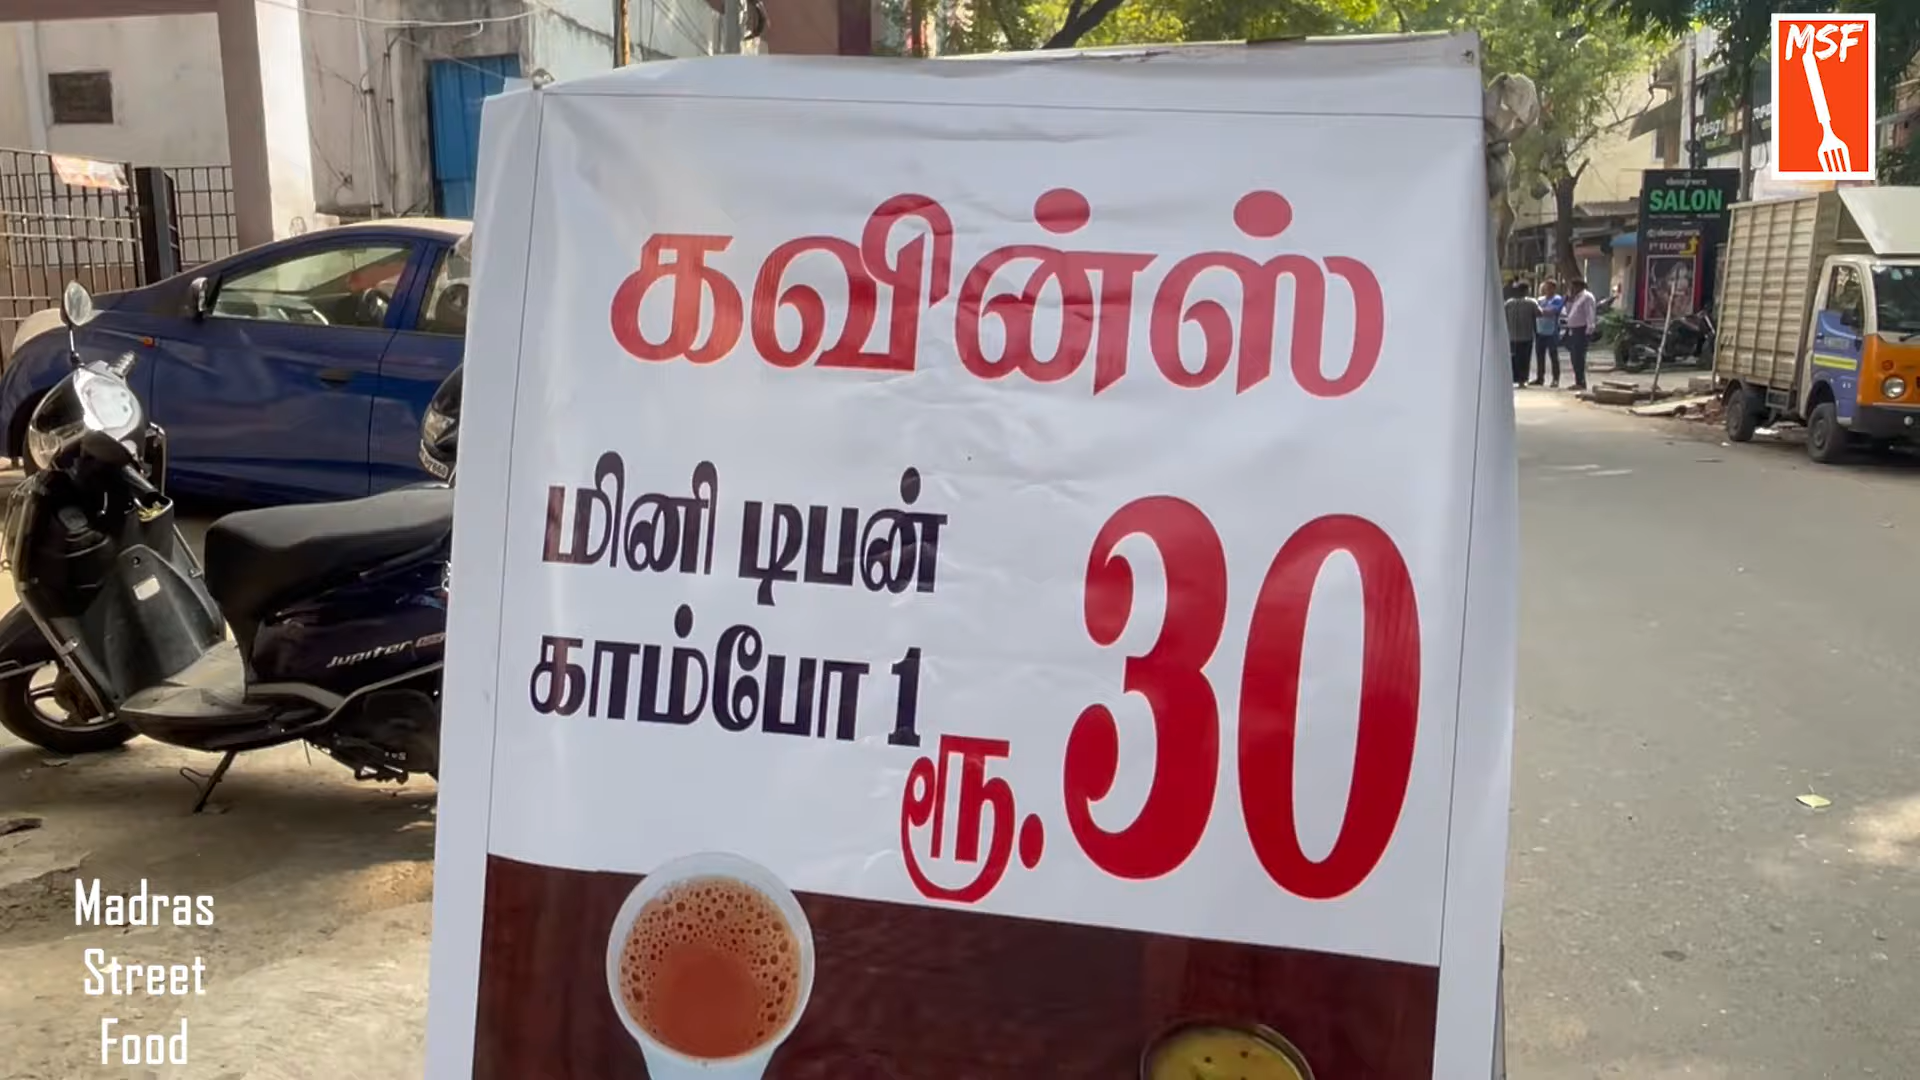 MSF
கவின்ஸ்
மினி டிபன்
காம்போ 1
ரூ.30
SALON
Jupiter
Madras
Street
Food